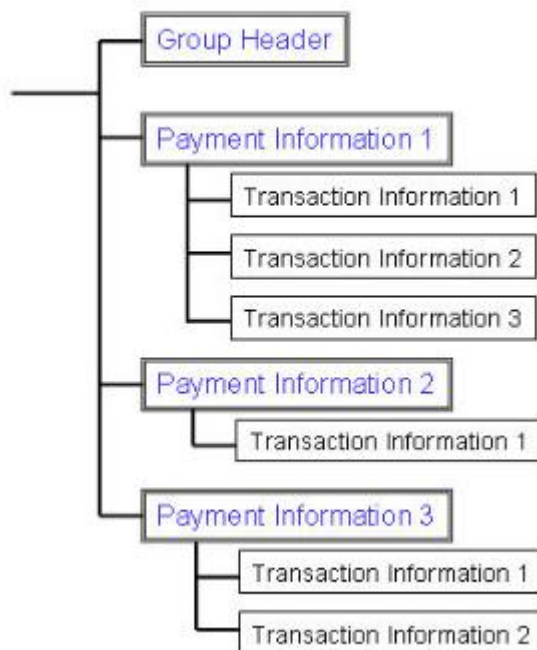 Group Header
Payment Information 1
Transaction Information 1
Transaction Information 2
Transaction Information 3
Payment Information 2
Transaction Information 1
Payment Information 3
Transaction Information 1
Transaction Information 2